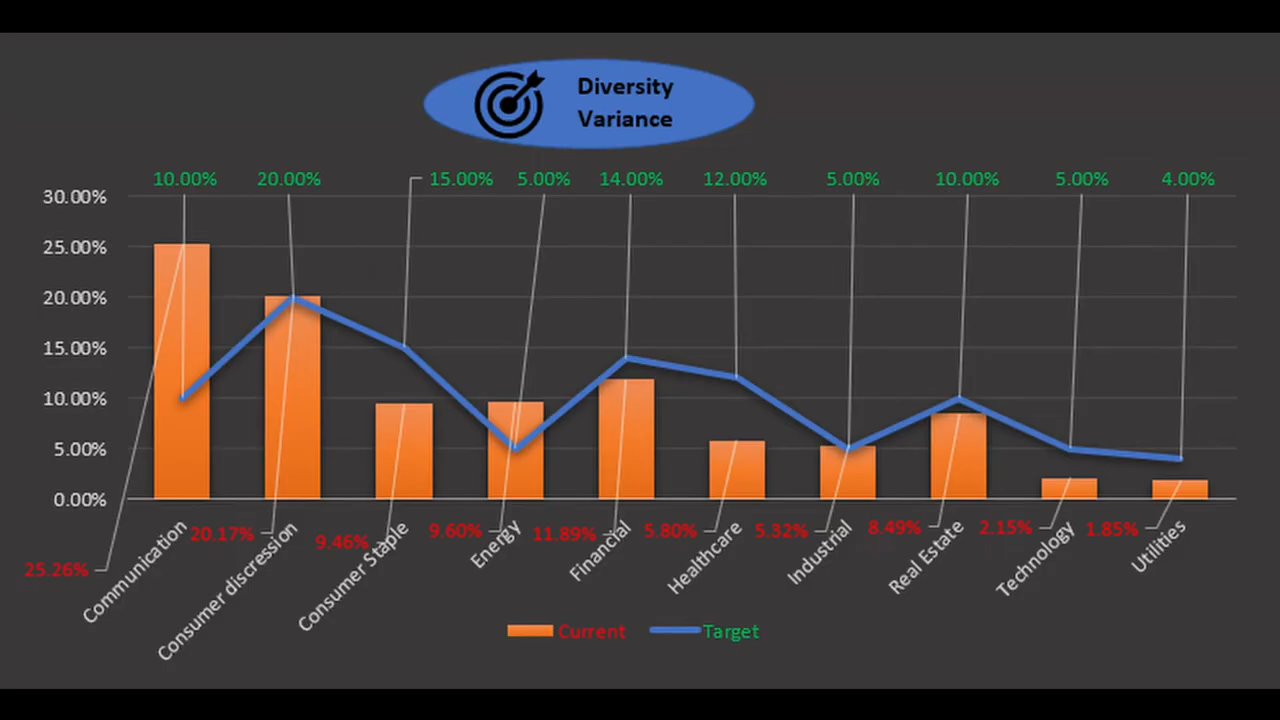 Diversity
Variance
10.00% 20.00% 15.00% 5.00% 14.00% 12.00% 5.00% 10.00% 5.00% 4.00%
30.00%
25.00%
20.00%
15.00%
10.00%
5.00%
0.00%
25.26% 20.17% 9.46% 9.60% 11.89% 5.80% 5.32% 8.49% 2.15% 1.85%
Communication
Consumer discression
Consumer Staple
Energy
Financial
Healthcare
Industrial
Real Estate
Technology
Utilities
Current Target